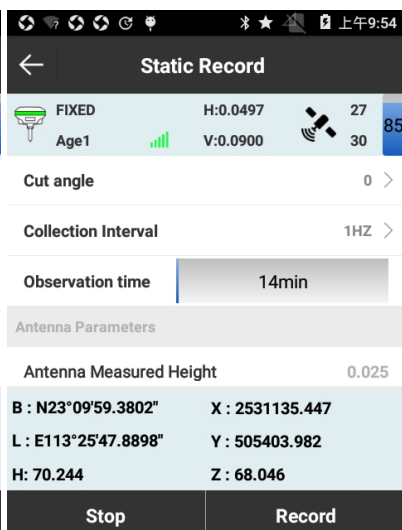 上午9:54
Static Record
FIXED H:0.0497 27
85
Age1 V:0.0900 30
Cut angle 0
Collection Interval 1HZ
Observation time 14min
Antenna Parameters
Antenna Measured Height 0.025
B : N23°09'59.3802" X : 2531135.447
L : E113°25'47.8898" Y : 505403.982
H: 70.244 Z : 68.046
Stop Record